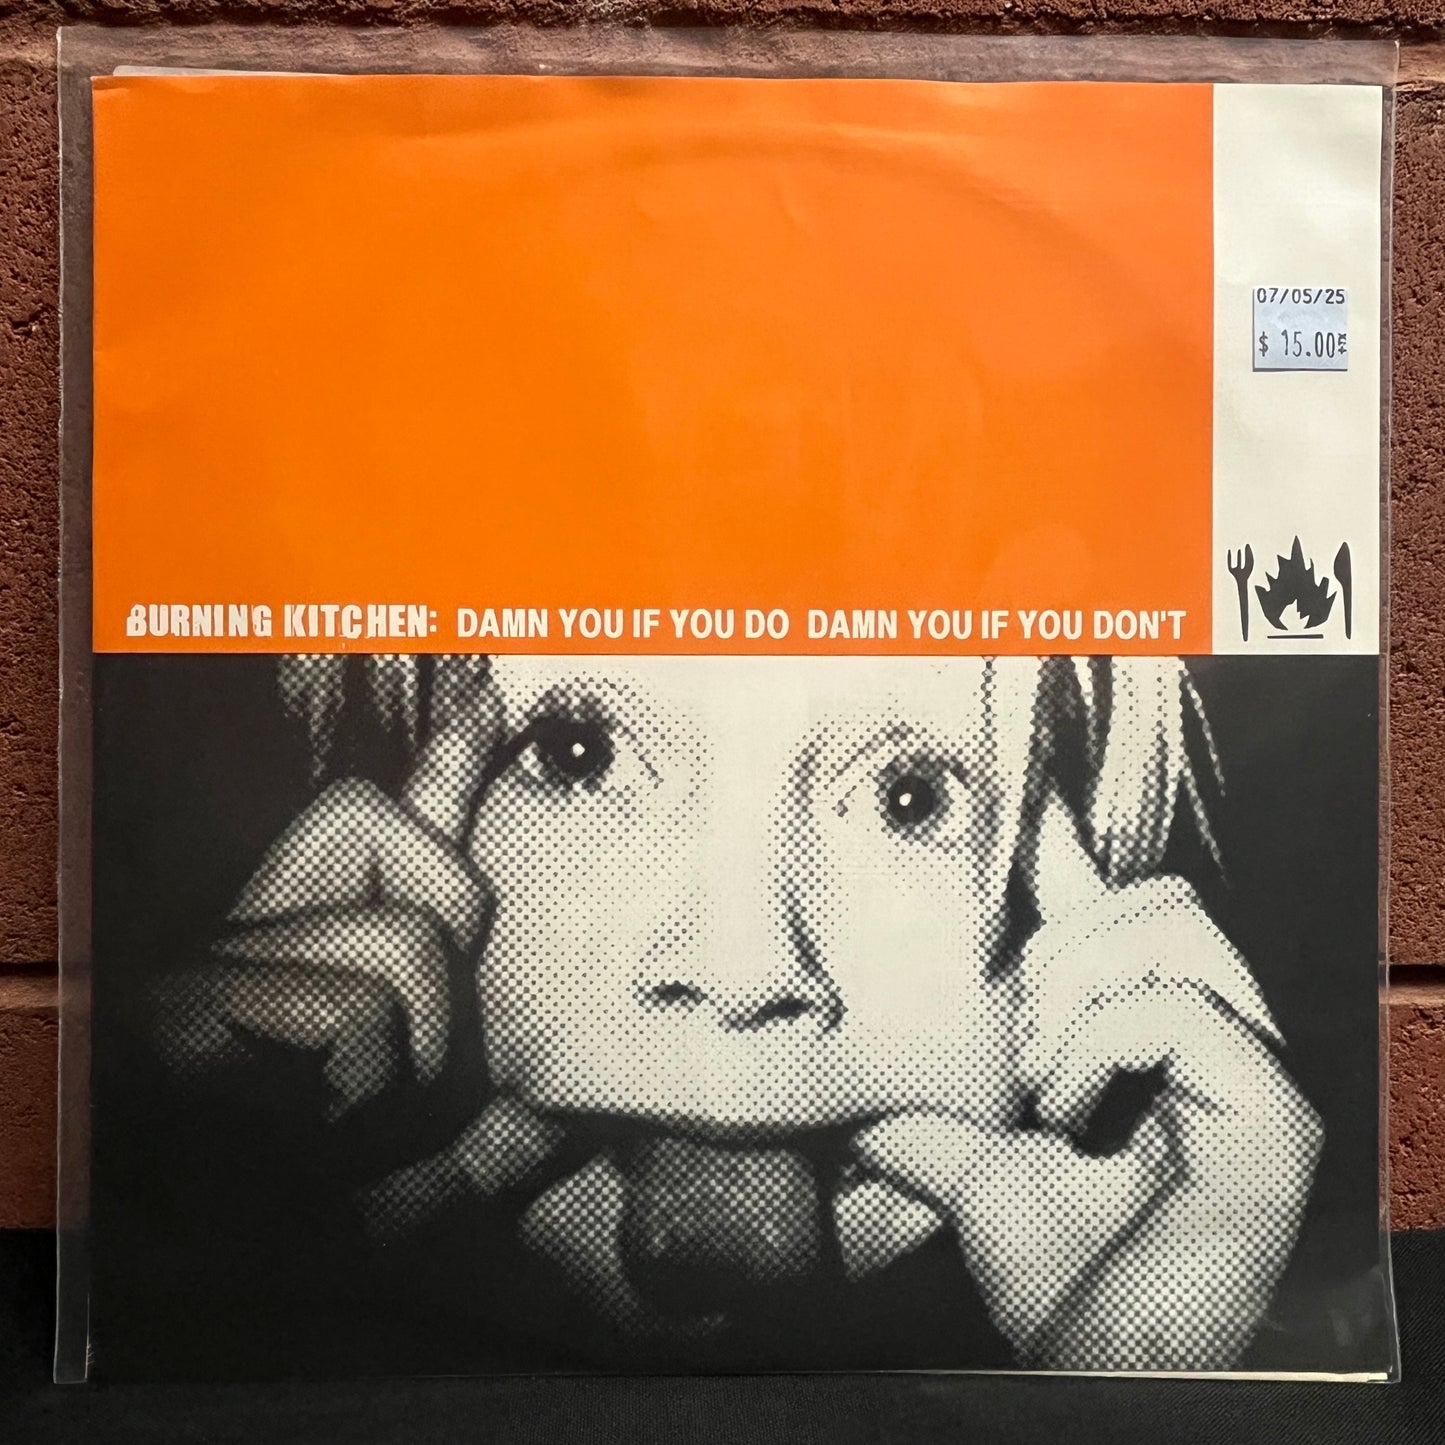 07/05/25
$ 15.00
BURNING KITCHEN: DAMN YOU IF YOU DO DAMN YOU IF YOU DON'T